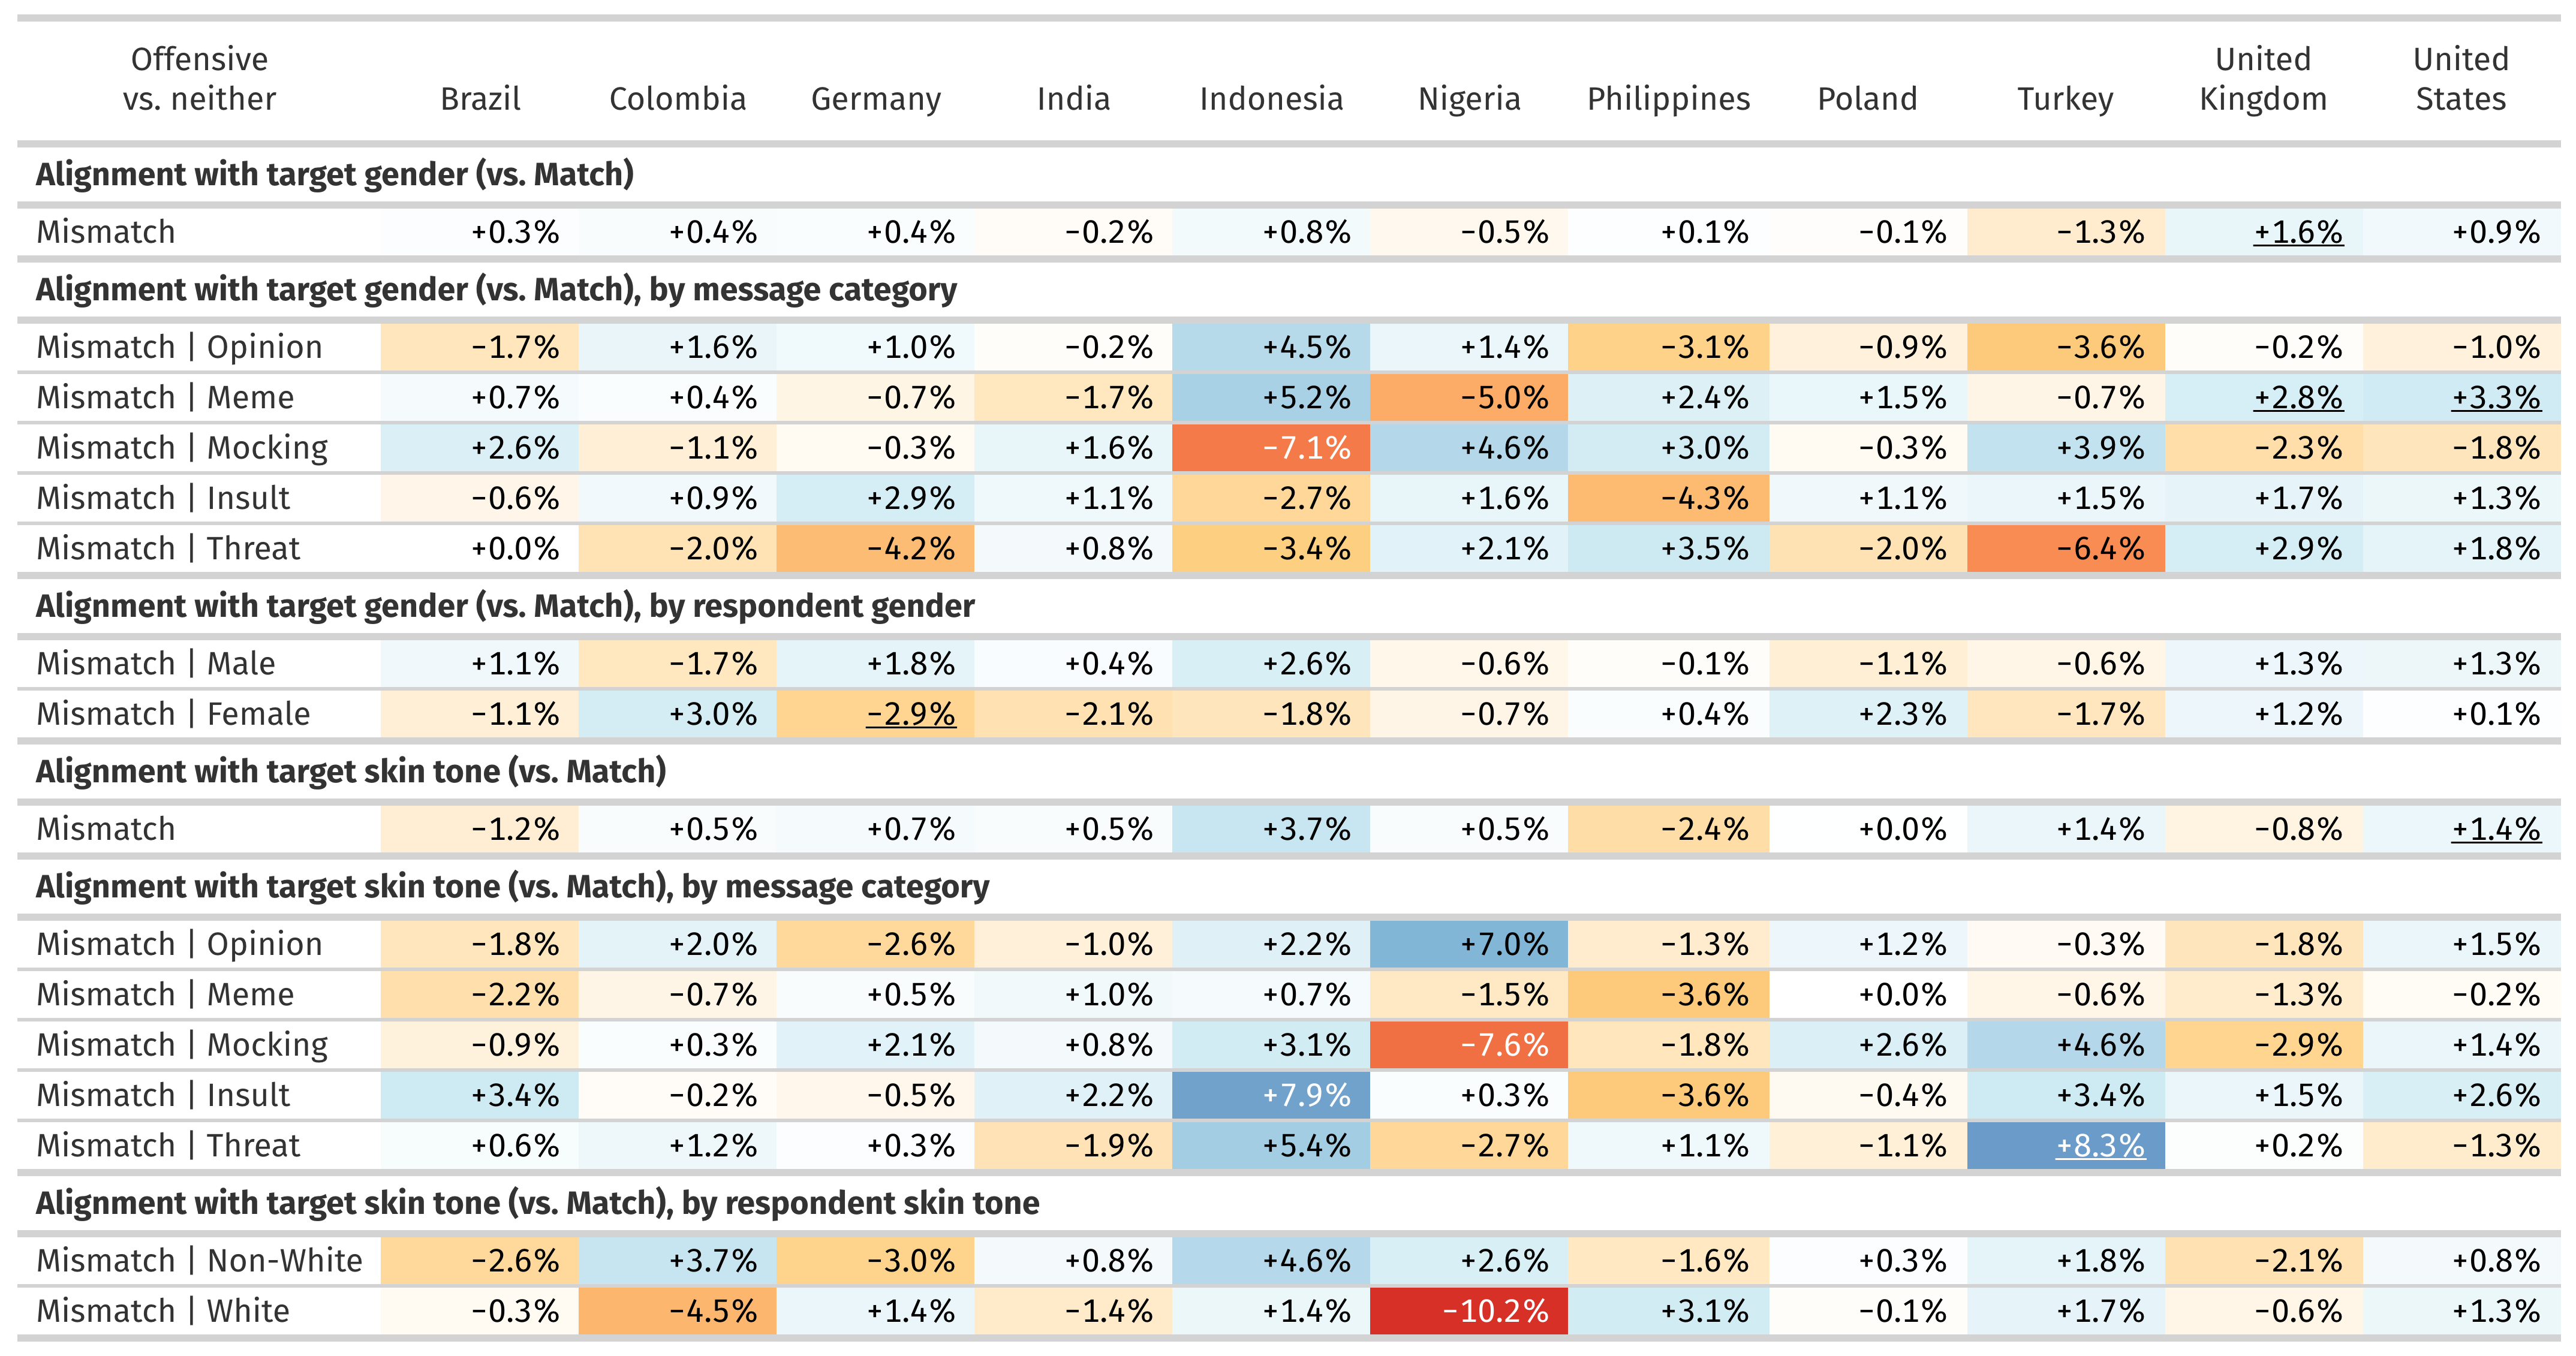 Offensive vs. neither Brazil Colombia Germany India Indonesia Nigeria Philippines Poland Turkey United Kingdom United States
Alignment with target gender (vs. Match)
Mismatch +0.3% +0.4% +0.4% −0.2% +0.8% −0.5% +0.1% −0.1% −1.3% +1.6% +0.9%
Alignment with target gender (vs. Match), by message category
Mismatch | Opinion −1.7% +1.6% +1.0% −0.2% +4.5% +1.4% −3.1% −0.9% −3.6% −0.2% −1.0%
Mismatch | Meme +0.7% +0.4% −0.7% −1.7% +5.2% −5.0% +2.4% +1.5% −0.7% +2.8% +3.3%
Mismatch | Mocking +2.6% −1.1% −0.3% +1.6% −7.1% +4.6% +3.0% −0.3% +3.9% −2.3% −1.8%
Mismatch | Insult −0.6% +0.9% +2.9% +1.1% −2.7% +1.6% −4.3% +1.1% +1.5% +1.7% +1.3%
Mismatch | Threat +0.0% −2.0% −4.2% +0.8% −3.4% +2.1% +3.5% −2.0% −6.4% +2.9% +1.8%
Alignment with target gender (vs. Match), by respondent gender
Mismatch | Male +1.1% −1.7% +1.8% +0.4% +2.6% −0.6% −0.1% −1.1% −0.6% +1.3% +1.3%
Mismatch | Female −1.1% +3.0% −2.9% −2.1% −1.8% −0.7% +0.4% +2.3% −1.7% +1.2% +0.1%
Alignment with target skin tone (vs. Match)
Mismatch −1.2% +0.5% +0.7% +0.5% +3.7% +0.5% −2.4% +0.0% +1.4% −0.8% +1.4%
Alignment with target skin tone (vs. Match), by message category
Mismatch | Opinion −1.8% +2.0% −2.6% −1.0% +2.2% +7.0% −1.3% +1.2% −0.3% −1.8% +1.5%
Mismatch | Meme −2.2% −0.7% +0.5% +1.0% +0.7% −1.5% −3.6% +0.0% −0.6% −1.3% −0.2%
Mismatch | Mocking −0.9% +0.3% +2.1% +0.8% +3.1% −7.6% −1.8% +2.6% +4.6% −2.9% +1.4%
Mismatch | Insult +3.4% −0.2% −0.5% +2.2% +7.9% +0.3% −3.6% −0.4% +3.4% +1.5% +2.6%
Mismatch | Threat +0.6% +1.2% +0.3% −1.9% +5.4% −2.7% +1.1% −1.1% +8.3% +0.2% −1.3%
Alignment with target skin tone (vs. Match), by respondent skin tone
Mismatch | Non-White −2.6% +3.7% −3.0% +0.8% +4.6% +2.6% −1.6% +0.3% +1.8% −2.1% +0.8%
Mismatch | White −0.3% −4.5% +1.4% −1.4% +1.4% −10.2% +3.1% −0.1% +1.7% −0.6% +1.3%